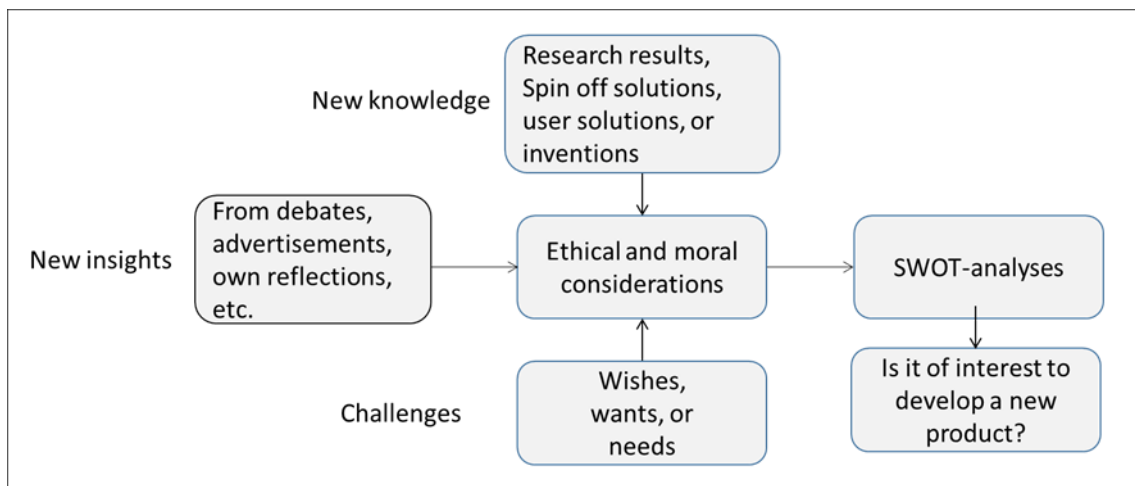 New knowledge
Research results,
Spin off solutions,
user solutions, or
inventions
New insights
From debates,
advertisements,
own reflections,
etc.
Ethical and moral
considerations
SWOT-analyses
Challenges
Wishes,
wants, or
needs
Is it of interest to
develop a new
product?